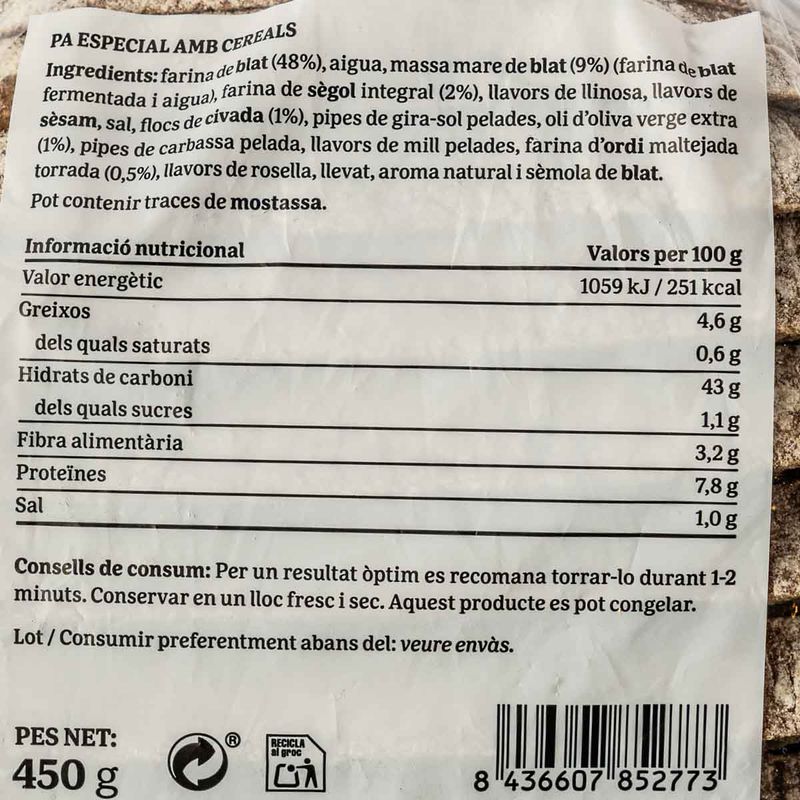 PA ESPECIAL AMB CEREALS
Ingredients: farina de blat (48%), aigua, massa mare de blat (9%) (farina de blat
fermentada i aigua), farina de sègol integral (2%), llavors de llinosa, llavors de
sèsam, sal, flocs de civada (1%), pipes de gira-sol pelades, oli d'oliva verge extra
(1%), pipes de carbassa pelada, llavors de mill pelades, farina d'ordi maltejada
torrada (0,5%), llavors de rosella, llevat, aroma natural i sèmola de blat.
Pot contenir traces de mostassa.
Informació nutricional Valors per 100 g
Valor energètic 1059 kJ / 251 kcal
Greixos 4,6 g
dels quals saturats 0,6 g
Hidrats de carboni 43 g
dels quals sucres 1,1 g
Fibra alimentària 3,2 g
Proteïnes 7,8 g
Sal 1,0 g
Consells de consum: Per un resultat òptim es recomana torrar-lo durant 1-2
minuts. Conservar en un lloc fresc i sec. Aquest producte es pot congelar.
Lot / Consumir preferentment abans del: veure envàs.
PES NET:
450 g
®
RECICLA
al groc
8 436607 852773